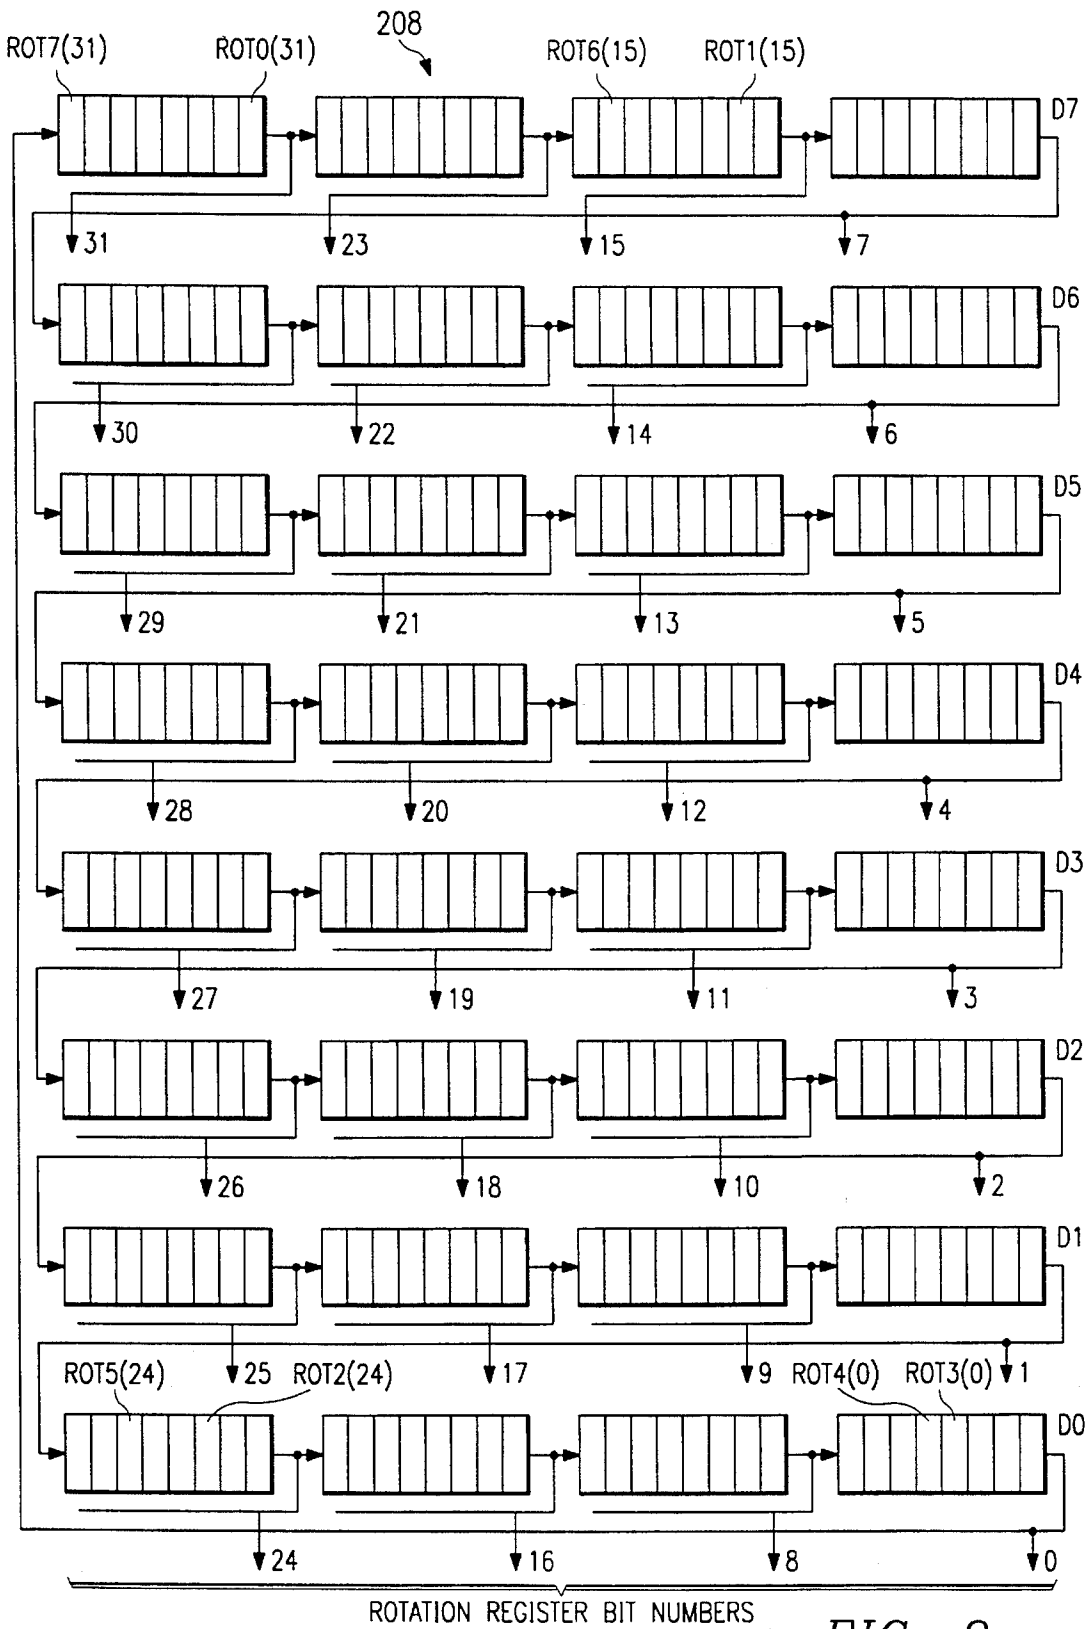 208
ROT7(31) ROT0(31) ROT6(15) ROT1(15)
D7
31 23 15 7
D6
30 22 14 6
D5
29 21 13 5
D4
28 20 12 4
D3
27 19 11 3
D2
26 18 10 2
D1
25 17 9 1
ROT5(24) ROT2(24) ROT4(0) ROT3(0)
D0
24 16 8 0
ROTATION REGISTER BIT NUMBERS